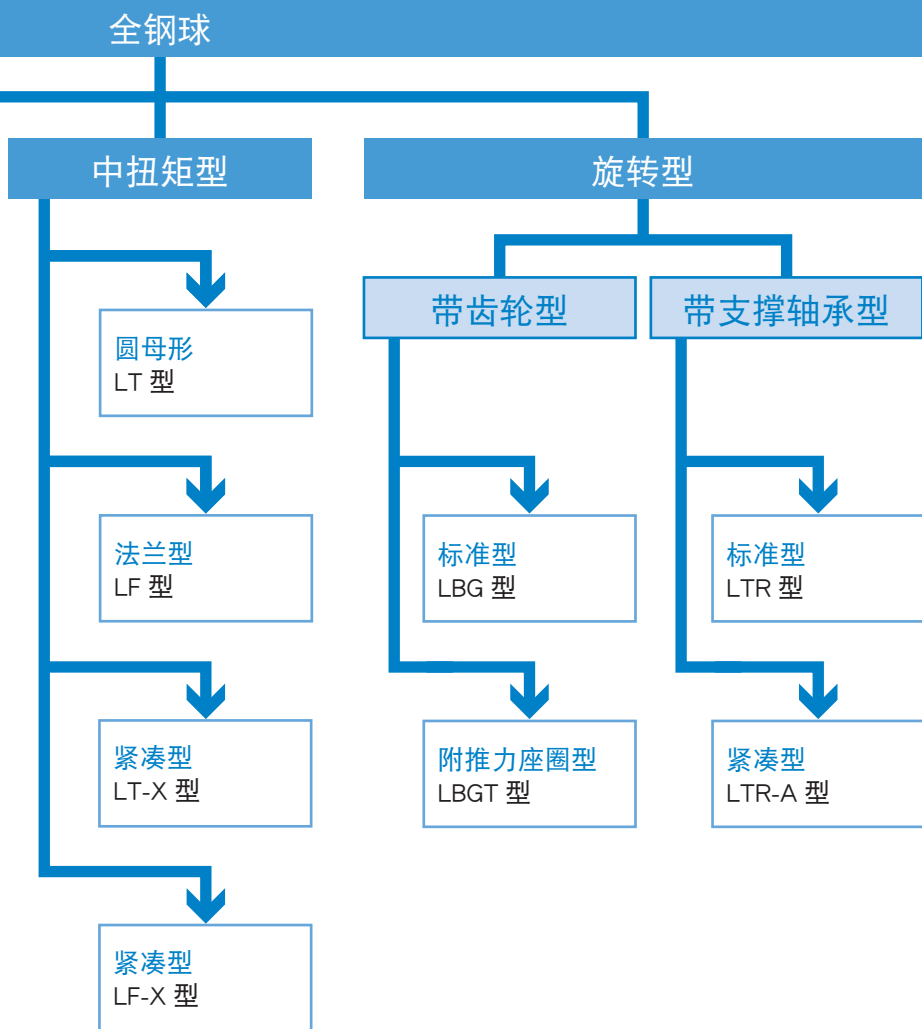 全钢球
中扭矩型
旋转型
带齿轮型
带支撑轴承型
圆母形
LT 型
法兰型
LF 型
标准型
LBG 型
标准型
LTR 型
紧凑型
LT-X 型
附推力座圈型
LBGT 型
紧凑型
LTR-A 型
紧凑型
LF-X 型